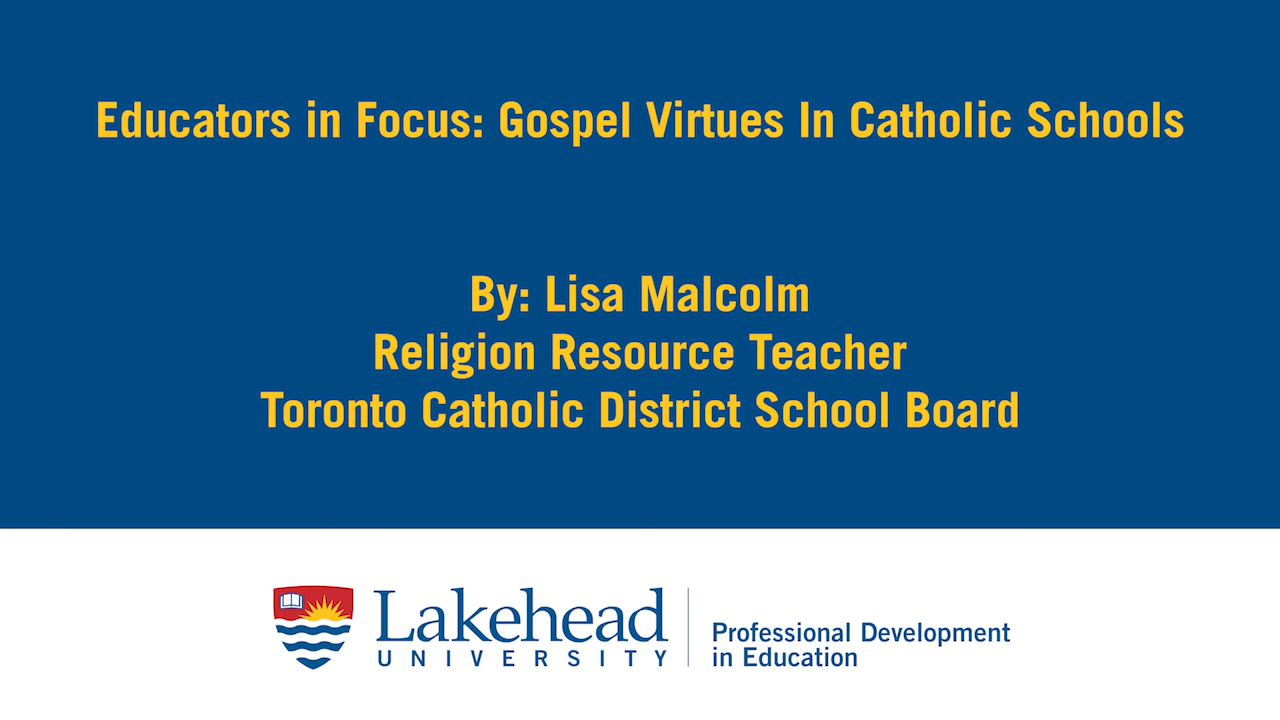 Educators in Focus: Gospel Virtues In Catholic Schools
By: Lisa Malcolm
Religion Resource Teacher
Toronto Catholic District School Board
Lakehead
UNIVERSITY
Professional Development
in Education